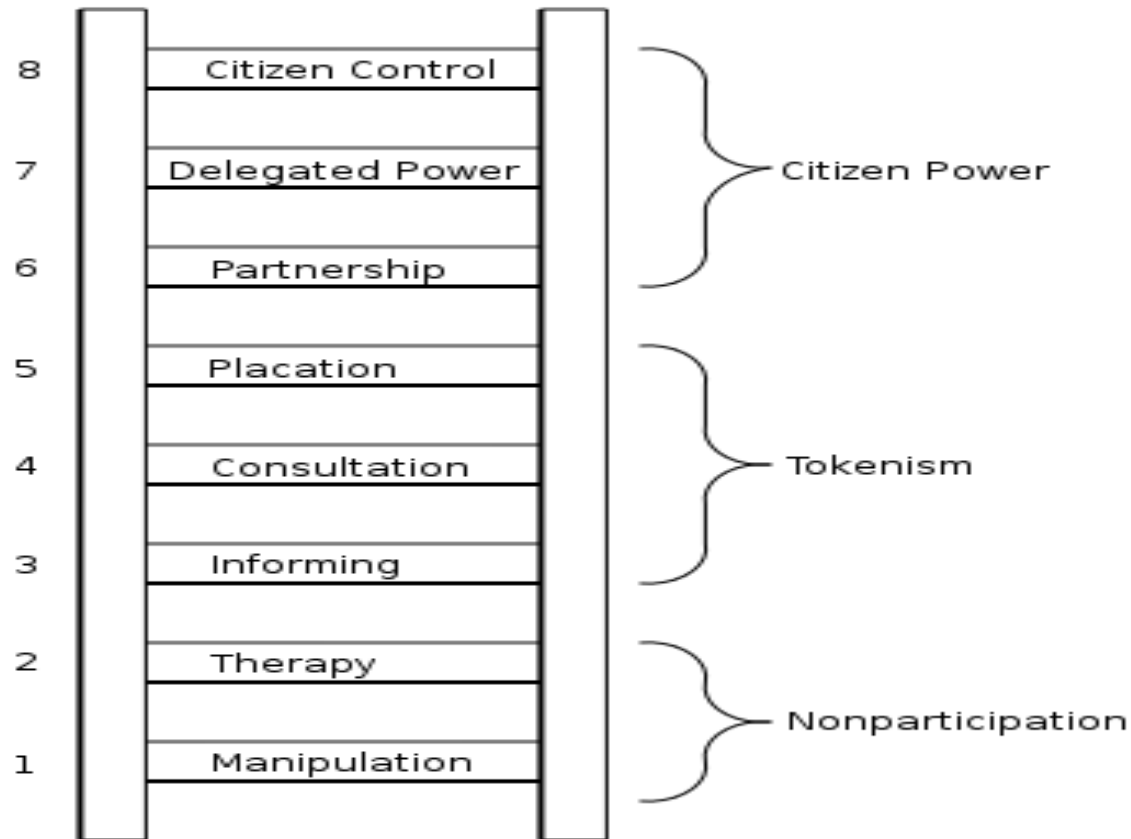 8 Citizen Control
7 Delegated Power
Citizen Power
6 Partnership
5 Placation
4 Consultation
Tokenism
3 Informing
2 Therapy
Nonparticipation
1 Manipulation